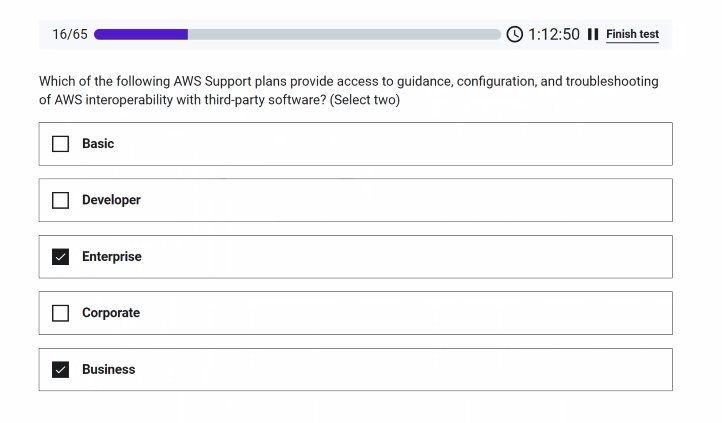 16/65 1:12:50 Finish test
Which of the following AWS Support plans provide access to guidance, configuration, and troubleshooting
of AWS interoperability with third-party software? (Select two)
Basic
Developer
Enterprise
Corporate
Business